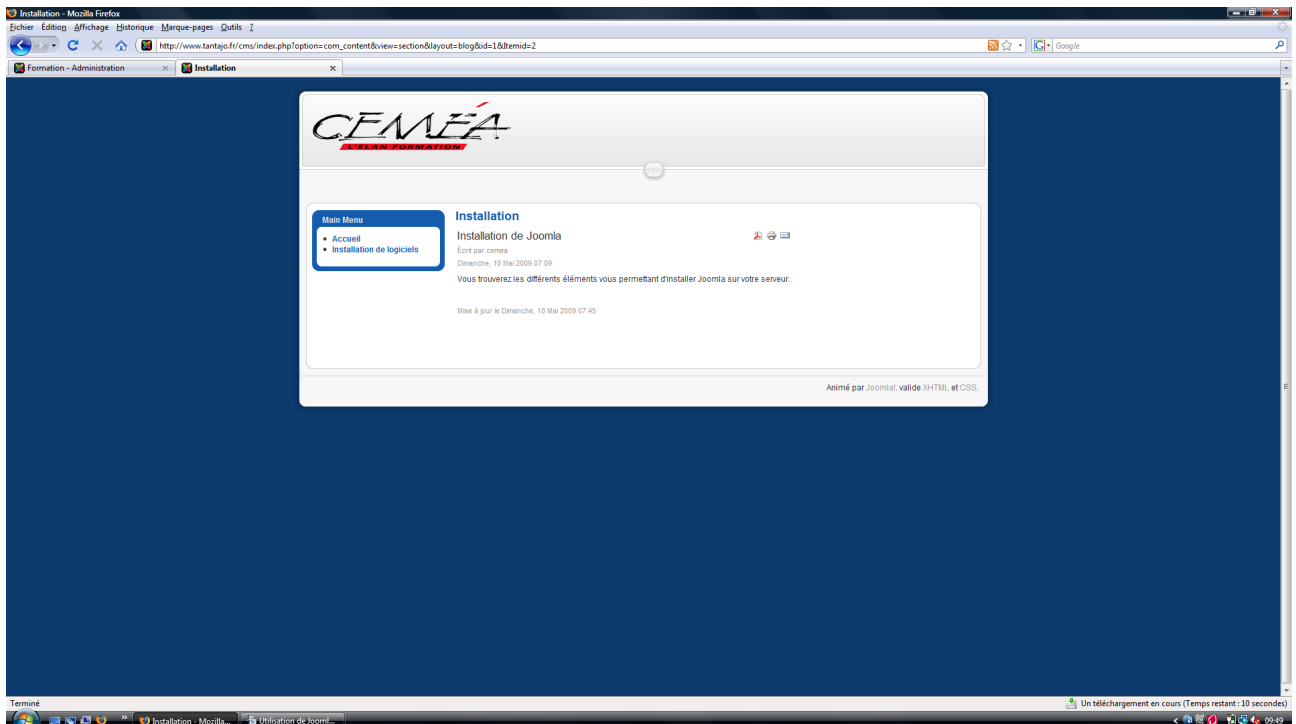 Installation - Mozilla Firefox
Fichier Édition Affichage Historique Marque-pages Outils ?
http://www.tantajo.fr/cms/index.php?option=com_content&view=section&layout=blog&id=1&Itemid=2
Google
Formation - Administration
Installation
CEMÉA
L'ELAN FORMATION
Main Menu
Accueil
Installation de logiciels
Installation
Installation de Joomla
Écrit par cemea
Dimanche, 10 Mai 2009 07:09
Vous trouverez les différents éléments vous permettant d'installer Joomla sur votre serveur.
Mise à jour le Dimanche, 10 Mai 2009 07:45
Animé par Joomla!. valide XHTML et CSS.
Terminé
Un téléchargement en cours (Temps restant : 10 secondes)
Installation - Mozilla...
Utilisation de Jooml...
09:49